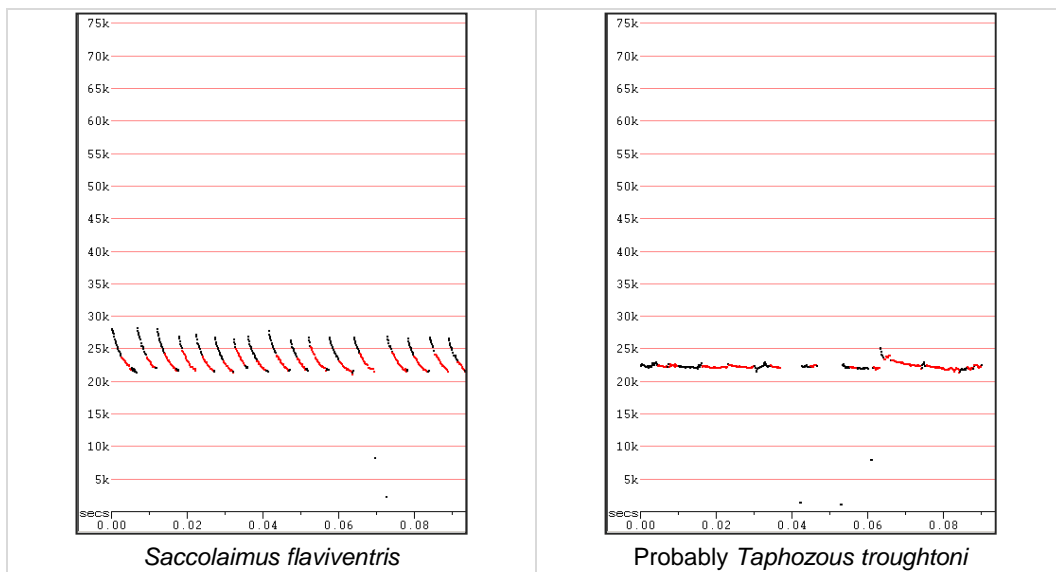 75k
70k
65k
60k
55k
50k
45k
40k
35k
30k
25k
20k
15k
10k
5k
secs
0.00 0.02 0.04 0.06 0.08
Saccolaimus flaviventris
75k
70k
65k
60k
55k
50k
45k
40k
35k
30k
25k
20k
15k
10k
5k
secs
0.00 0.02 0.04 0.06 0.08
Probably Taphozous troughtoni